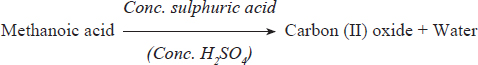 Conc. sulphuric acid
Methanoic acid → Carbon (II) oxide + Water
(Conc. H₂SO₄)